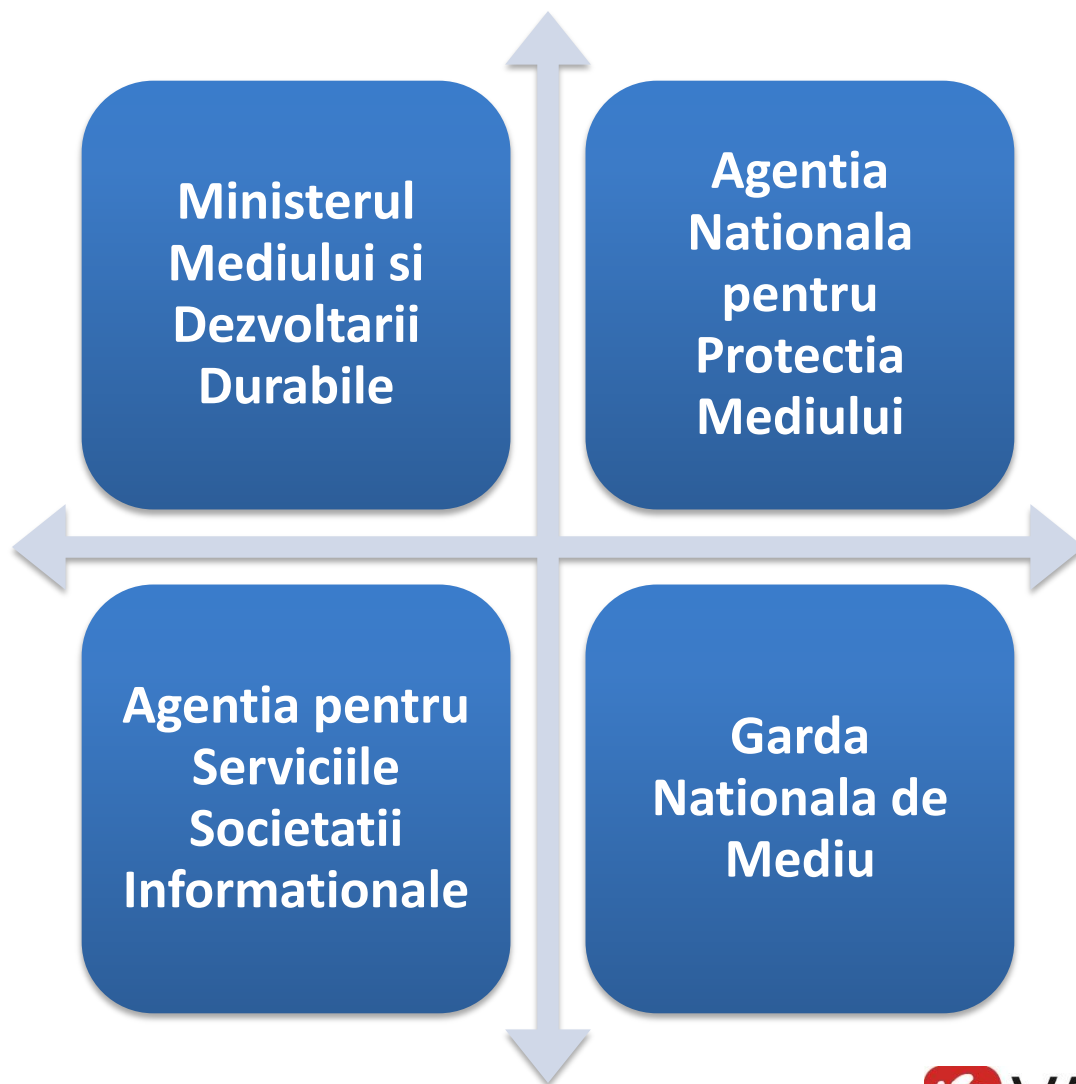 Ministerul
Mediului si
Dezvoltarii
Durabile
Agentia
Nationala
pentru
Protectia
Mediului
Agentia pentru
Serviciile
Societatii
Informationale
Garda
Nationala de
Mediu